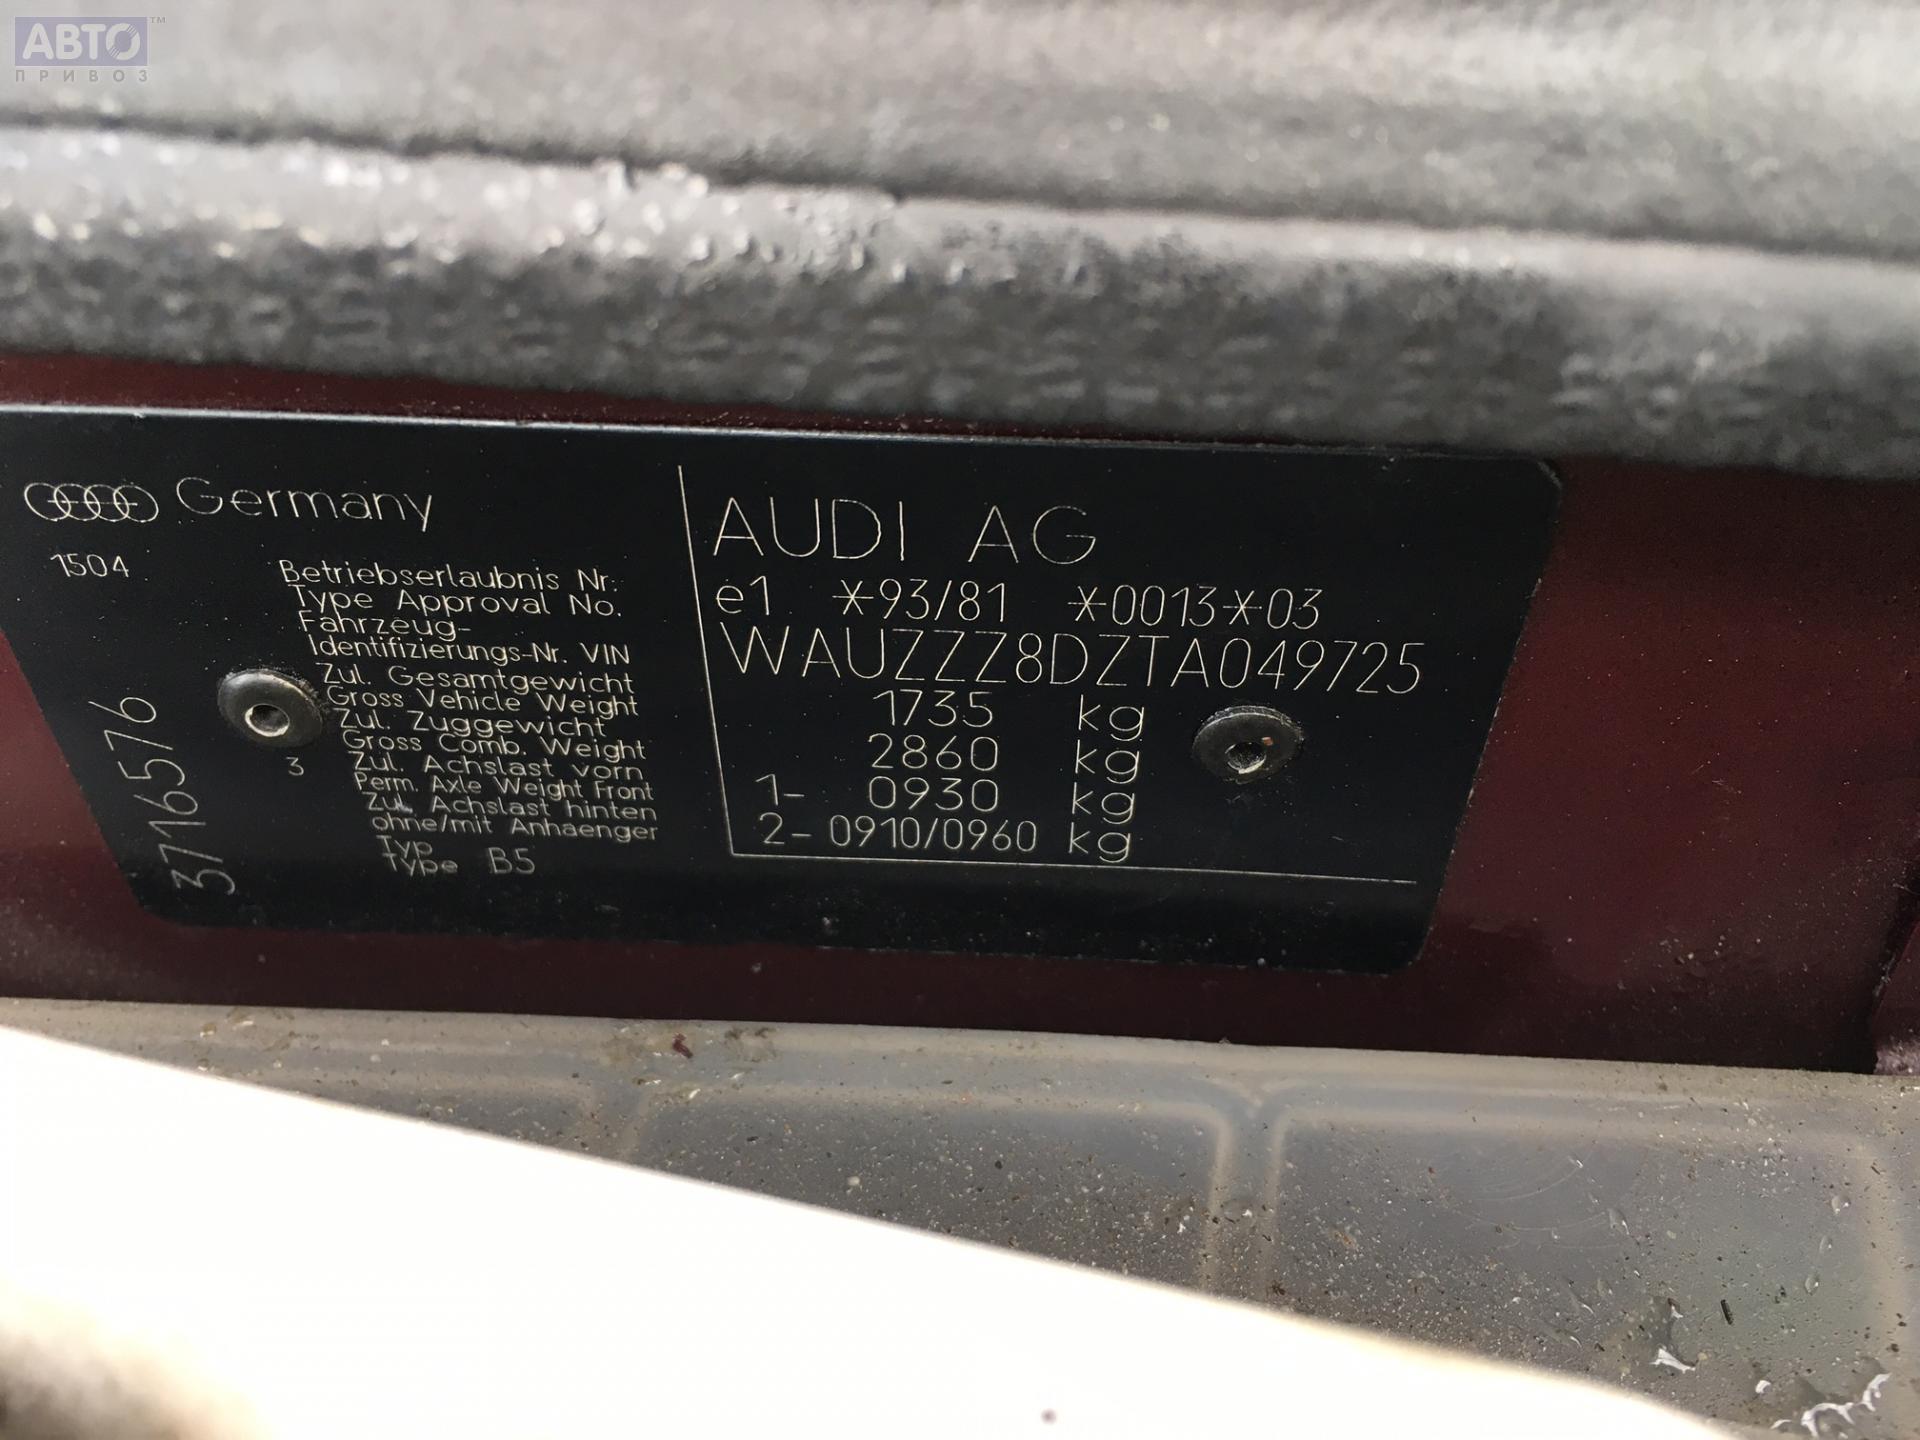 АВТО™
ПРИВОЗ
Germany
1504
AUDI AG
Betriebserlaubnis Nr.
Type Approval No.
e1 *93/81 *0013*03
Fahrzeug-
Identifizierungs-Nr. VIN
WAUZZZ8DZTA049725
Zul. Gesamtgewicht
Gross Vehicle Weight
1735 kg
Zul. Zuggewicht
Gross Comb. Weight
2860 kg
3
Zul. Achslast vorn
Perm. Axle Weight Front
1- 0930 kg
Zul. Achslast hinten
ohne/mit Anhaenger
2- 0910/0960 kg
Typ
Type B5
3716576